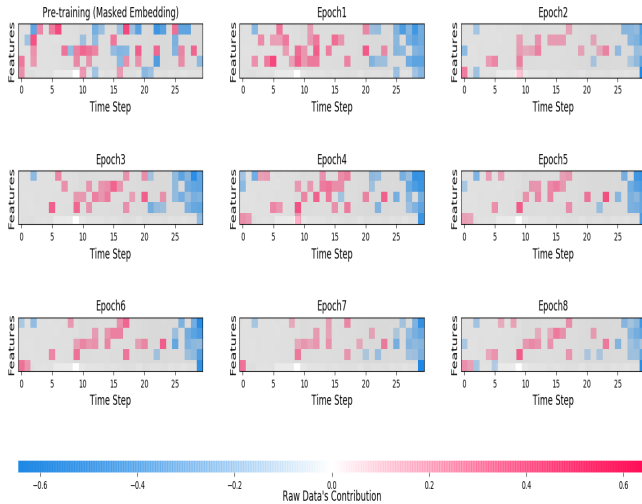 Pre-training (Masked Embedding) Epoch1 Epoch2
Features Features Features
0 5 10 15 20 25 0 5 10 15 20 25 0 5 10 15 20 25
Time Step Time Step Time Step
Epoch3 Epoch4 Epoch5
Features Features Features
0 5 10 15 20 25 0 5 10 15 20 25 0 5 10 15 20 25
Time Step Time Step Time Step
Epoch6 Epoch7 Epoch8
Features Features Features
0 5 10 15 20 25 0 5 10 15 20 25 0 5 10 15 20 25
Time Step Time Step Time Step
−0.6 −0.4 −0.2 0.0 0.2 0.4 0.6
Raw Data's Contribution